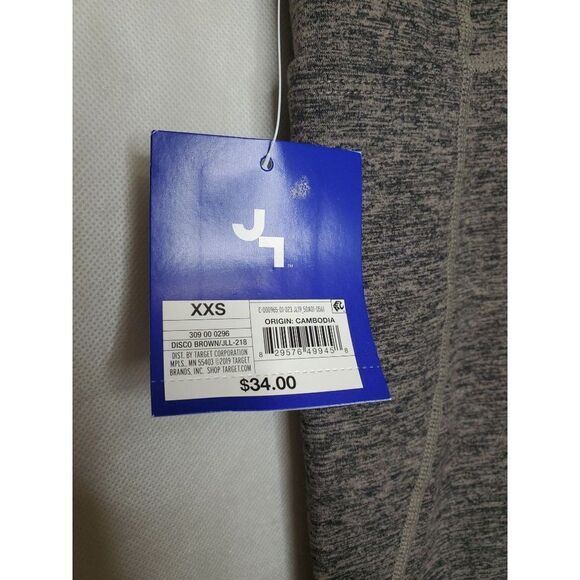 JL
™
XXS
309 00 0296
DISCO BROWN/JLL-218
DIST. BY TARGET CORPORATION
MPLS, MN 55403 ©2019 TARGET
BRANDS, INC. SHOP TARGET.COM
ORIGIN: CAMBODIA
8 29576 49945 8
$34.00